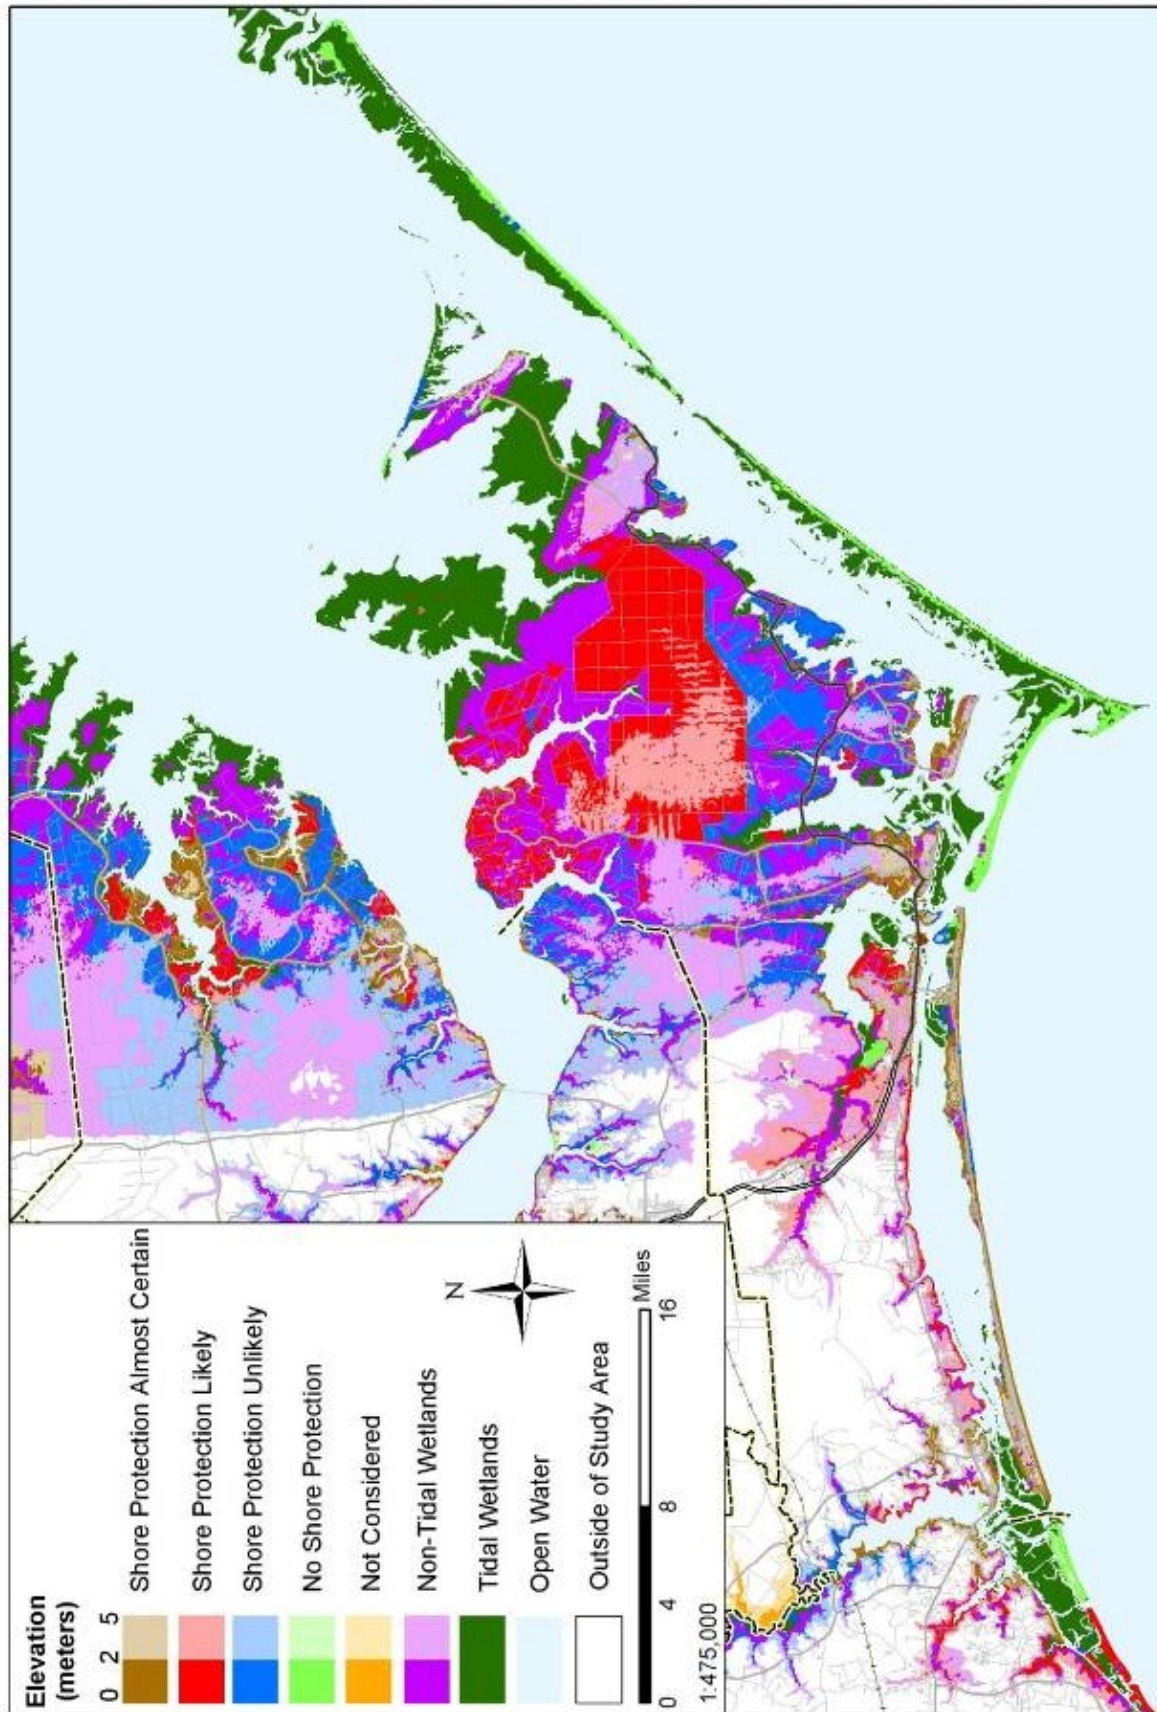 Elevation
(meters)
0 2 5
Shore Protection Almost Certain
Shore Protection Likely
Shore Protection Unlikely
No Shore Protection
Not Considered
Non-Tidal Wetlands
Tidal Wetlands
Open Water
Outside of Study Area
N
0 4 8 16
Miles
1:475,000